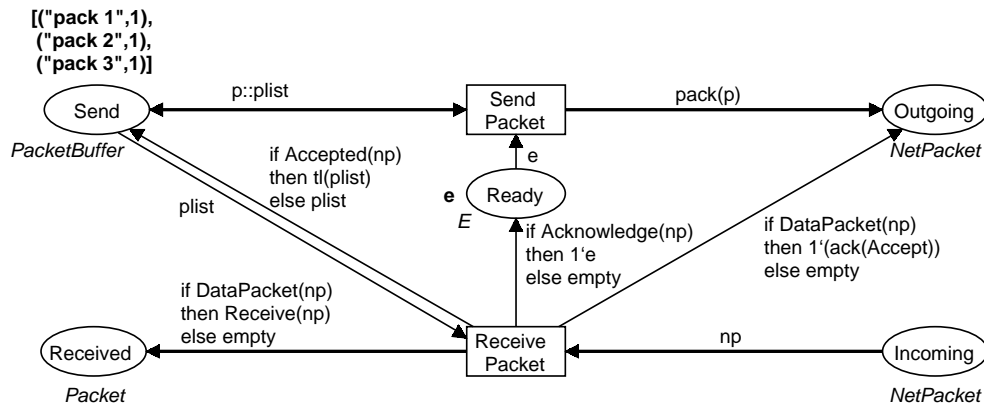 [("pack 1",1),
("pack 2",1),
("pack 3",1)]
Send
PacketBuffer
p::plist
Send
Packet
pack(p)
Outgoing
NetPacket
e
e
Ready
E
plist
if Accepted(np)
then tl(plist)
else plist
if Acknowledge(np)
then 1‘e
else empty
if DataPacket(np)
then 1‘(ack(Accept))
else empty
if DataPacket(np)
then Receive(np)
else empty
Received
Packet
Receive
Packet
np
Incoming
NetPacket